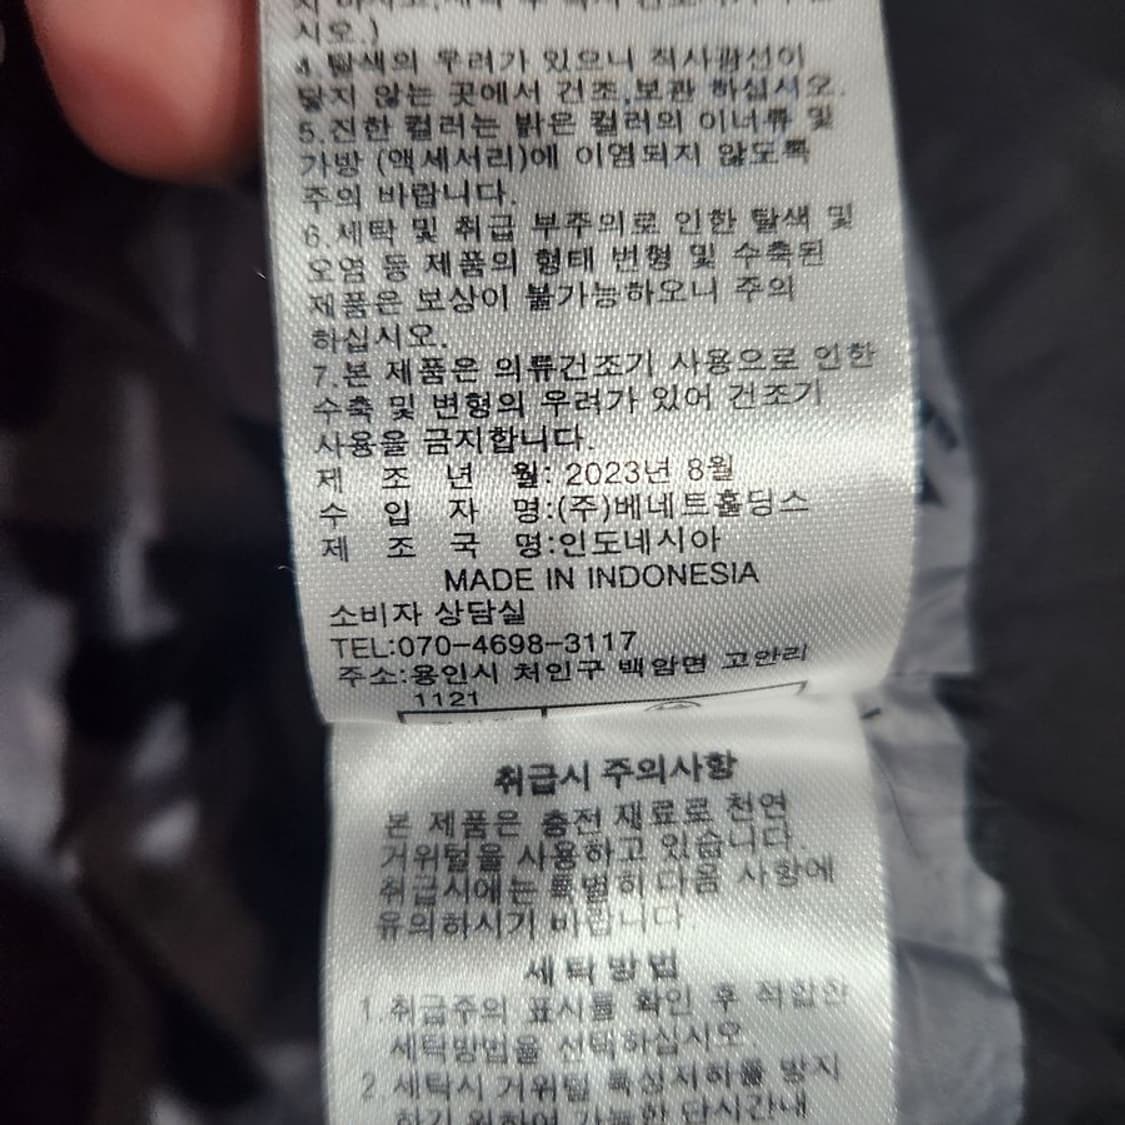 시오.)
4.탈색의 우려가 있으니 직사광선이
닿지 않는 곳에서 건조,보관 하십시오.
5.진한 컬러는 밝은 컬러의 이너류 및
가방 (액세서리)에 이염되지 않도록
주의 바랍니다.
6.세탁 및 취급 부주의로 인한 탈색 및
오염 등 제품의 형태 변형 및 수축된
제품은 보상이 불가능하오니 주의
하십시오.
7.본 제품은 의류건조기 사용으로 인한
수축 및 변형의 우려가 있어 건조기
사용을 금지합니다.
제 조 년 월: 2023년 8월
수 입 자 명:(주)베네트홀딩스
제 조 국 명:인도네시아
MADE IN INDONESIA
소비자 상담실
TEL:070-4698-3117
주소:용인시 처인구 백암면 고안리
1121
취급시 주의사항
본 제품은 충전 재료로 천연
거위털을 사용하고 있습니다.
취급시에는 특별히 다음 사항에
유의하시기 바랍니다.
세탁방법
1.취급주의 표시를 확인 후 적합한
세탁방법을 선택하십시오
2.세탁시 거위털 특성저하를 방지
하기 위하여 가능한 단시간내